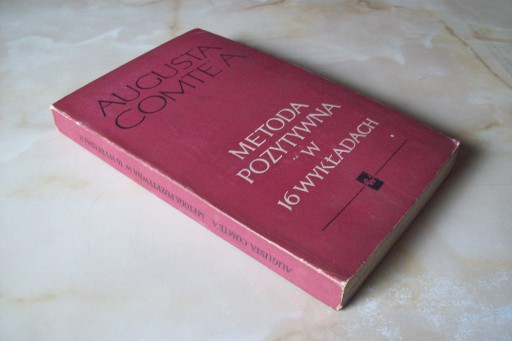 AUGUSTA
COMTE'A
METODA
POZYTYWNA
W
16 WYKŁADACH
AUGUSTA COMTE'A METODA POZYTYWNA W 16 WYKŁADACH